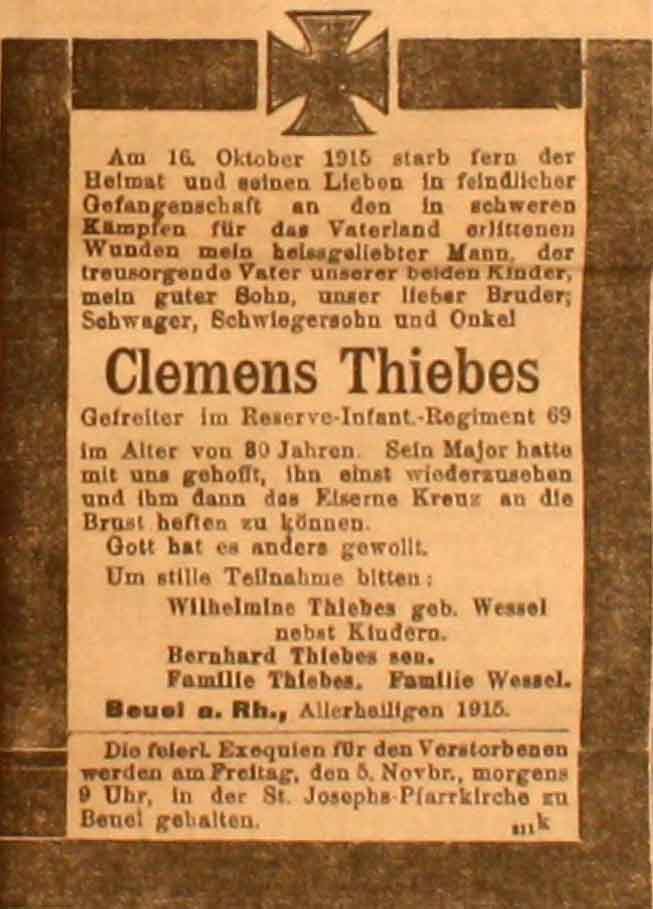 Am 16. Oktober 1915 starb fern der
Heimat und seinen Lieben in feindlicher
Gefangenschaft an den in schweren
Kämpfen für das Vaterland erlittenen
Wunden mein heissgeliebter Mann, der
treusorgende Vater unserer beiden Kinder,
mein guter Sohn, unser lieber Bruder,
Schwager, Schwiegersohn und Onkel
Clemens Thiebes
Gefreiter im Reserve-Infant.-Regiment 69
im Alter von 30 Jahren. Sein Major hatte
mit uns gehofft, ihn einst wiederzusehen
und ihm dann das Eiserne Kreuz an die
Brust heften zu können.
Gott hat es anders gewollt.
Um stille Teilnahme bitten:
Wilhelmine Thiebes geb. Wessel
nebst Kindern.
Bernhard Thiebes sen.
Familie Thiebes. Familie Wessel.
Beuel a. Rh., Allerheiligen 1915.
Die feierl. Exequien für den Verstorbenen
werden am Freitag, den 5. Novbr., morgens
9 Uhr, in der St. Josephs-Pfarrkirche zu
Beuel gehalten.